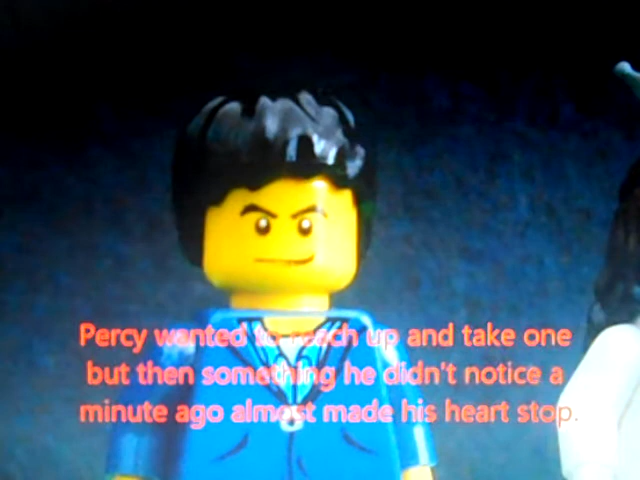 Percy wanted to reach up and take one
but then something he didn't notice a
minute ago almost made his heart stop.